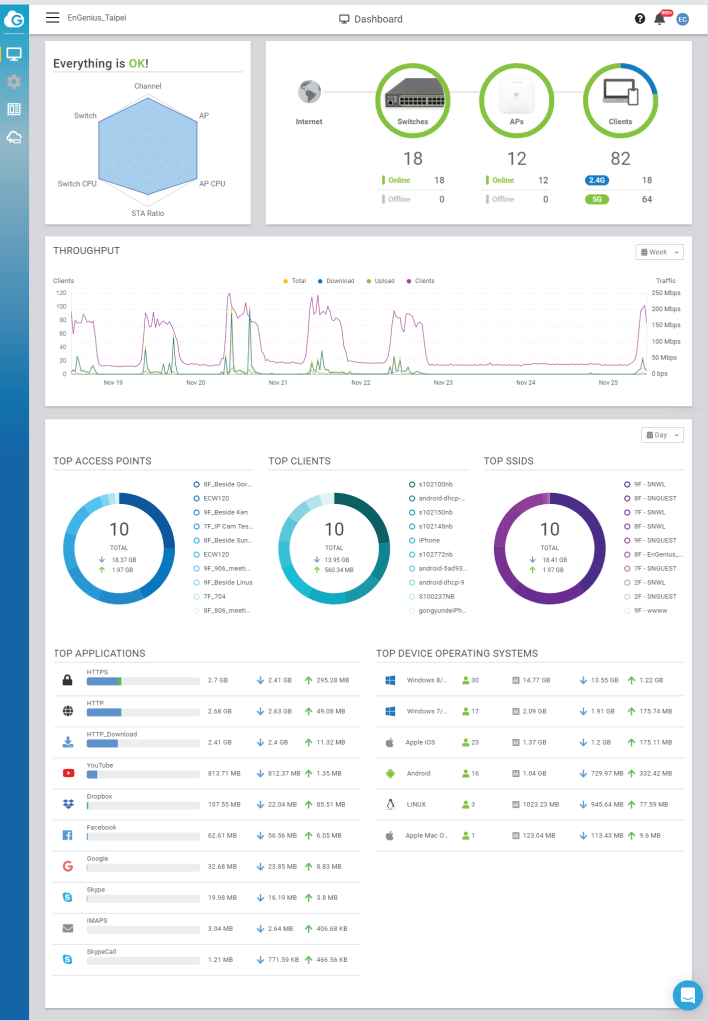 EnGenius_Taipei
Dashboard
999+
EC
Everything is OK!
Channel
Switch
AP
Switch CPU
AP CPU
STA Ratio
Internet
Switches
APs
Clients
18
12
82
Online 18
Online 12
2.4G 18
Offline 0
Offline 0
5G 64
THROUGHPUT
Week
Clients
Total Download Upload Clients
Traffic
120
100
80
60
40
20
0
250 Mbps
200 Mbps
150 Mbps
100 Mbps
50 Mbps
0 bps
Nov 19 Nov 20 Nov 21 Nov 22 Nov 23 Nov 24 Nov 25
Day
TOP ACCESS POINTS
10
TOTAL
18.37 GB
1.97 GB
8F_Beside Gor...
ECW120
9F_Beside Ken
7F_IP Cam Tes...
8F_Beside Sun...
ECW120
9F_906_meeti...
9F_Beside Linus
7F_704
8F_806_meeti...
TOP CLIENTS
10
TOTAL
13.95 GB
560.34 MB
s102100nb
android-dhcp-...
s102150nb
s102148nb
iPhone
s102772nb
android-5ad93...
android-dhcp-9
S100237NB
gongyundeiPh...
TOP SSIDS
10
TOTAL
18.41 GB
1.97 GB
9F - SNWL
8F - SNGUEST
7F - SNWL
8F - SNWL
9F - SNGUEST
8F - EnGenius_...
7F - SNGUEST
2F - SNWL
2F - SNGUEST
9F - wwww
TOP APPLICATIONS
HTTPS
2.7 GB 2.41 GB 295.28 MB
HTTP
2.68 GB 2.63 GB 49.08 MB
HTTP_Download
2.41 GB 2.4 GB 11.32 MB
YouTube
813.71 MB 812.37 MB 1.35 MB
Dropbox
107.55 MB 22.04 MB 85.51 MB
Facebook
62.61 MB 56.56 MB 6.05 MB
Google
32.68 MB 23.85 MB 8.83 MB
Skype
19.98 MB 16.19 MB 3.8 MB
IMAPS
3.04 MB 2.64 MB 406.68 KB
SkypeCall
1.21 MB 771.59 KB 466.56 KB
TOP DEVICE OPERATING SYSTEMS
Windows 8/... 30 14.77 GB 13.55 GB 1.22 GB
Windows 7/... 17 2.09 GB 1.91 GB 175.74 MB
Apple iOS 23 1.37 GB 1.2 GB 175.11 MB
Android 16 1.04 GB 729.97 MB 332.42 MB
LiNUX 3 1023.23 MB 945.64 MB 77.59 MB
Apple Mac O... 1 123.04 MB 113.43 MB 9.6 MB